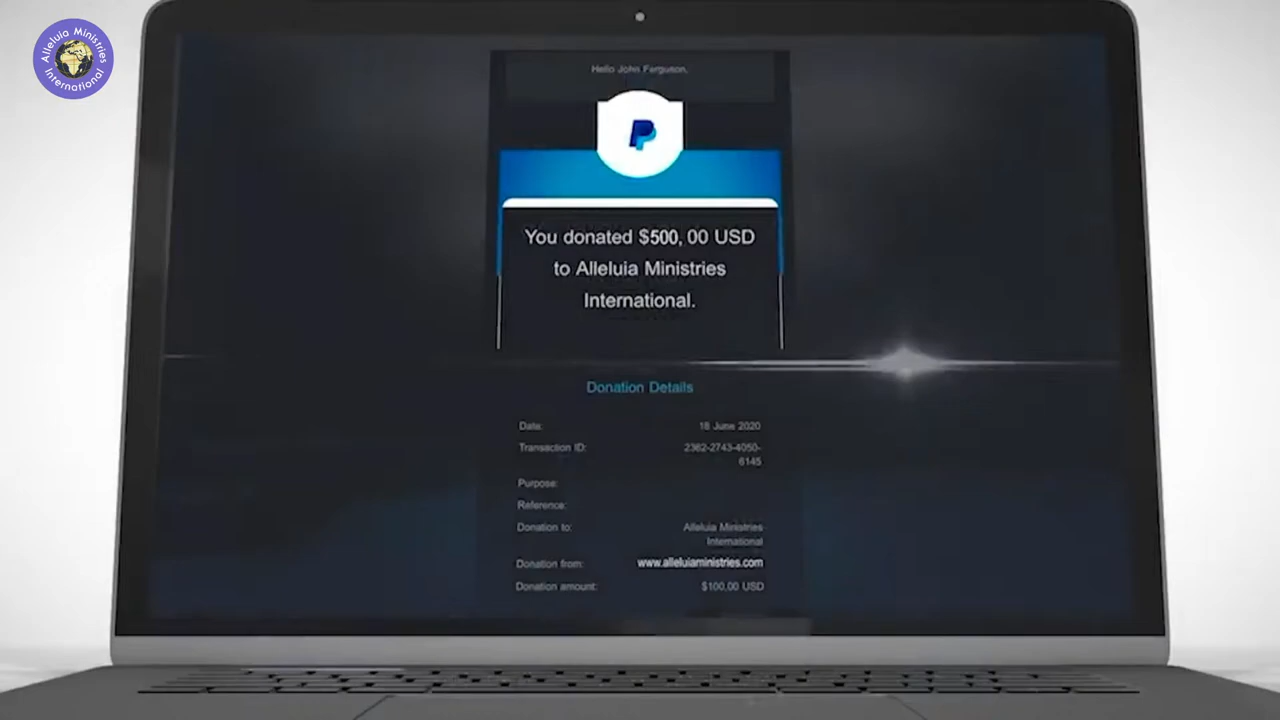 Alleluia Ministries
International
Hello John Ferguson,
You donated $500, 00 USD
to Alleluia Ministries
International.
Donation Details
Date: 18 June 2020
Transaction ID: 2362-2743-4050-
6145
Purpose:
Reference:
Donation to: Alleluia Ministries
International
Donation from: www.alleluiaministries.com
Donation amount: $100,00 USD